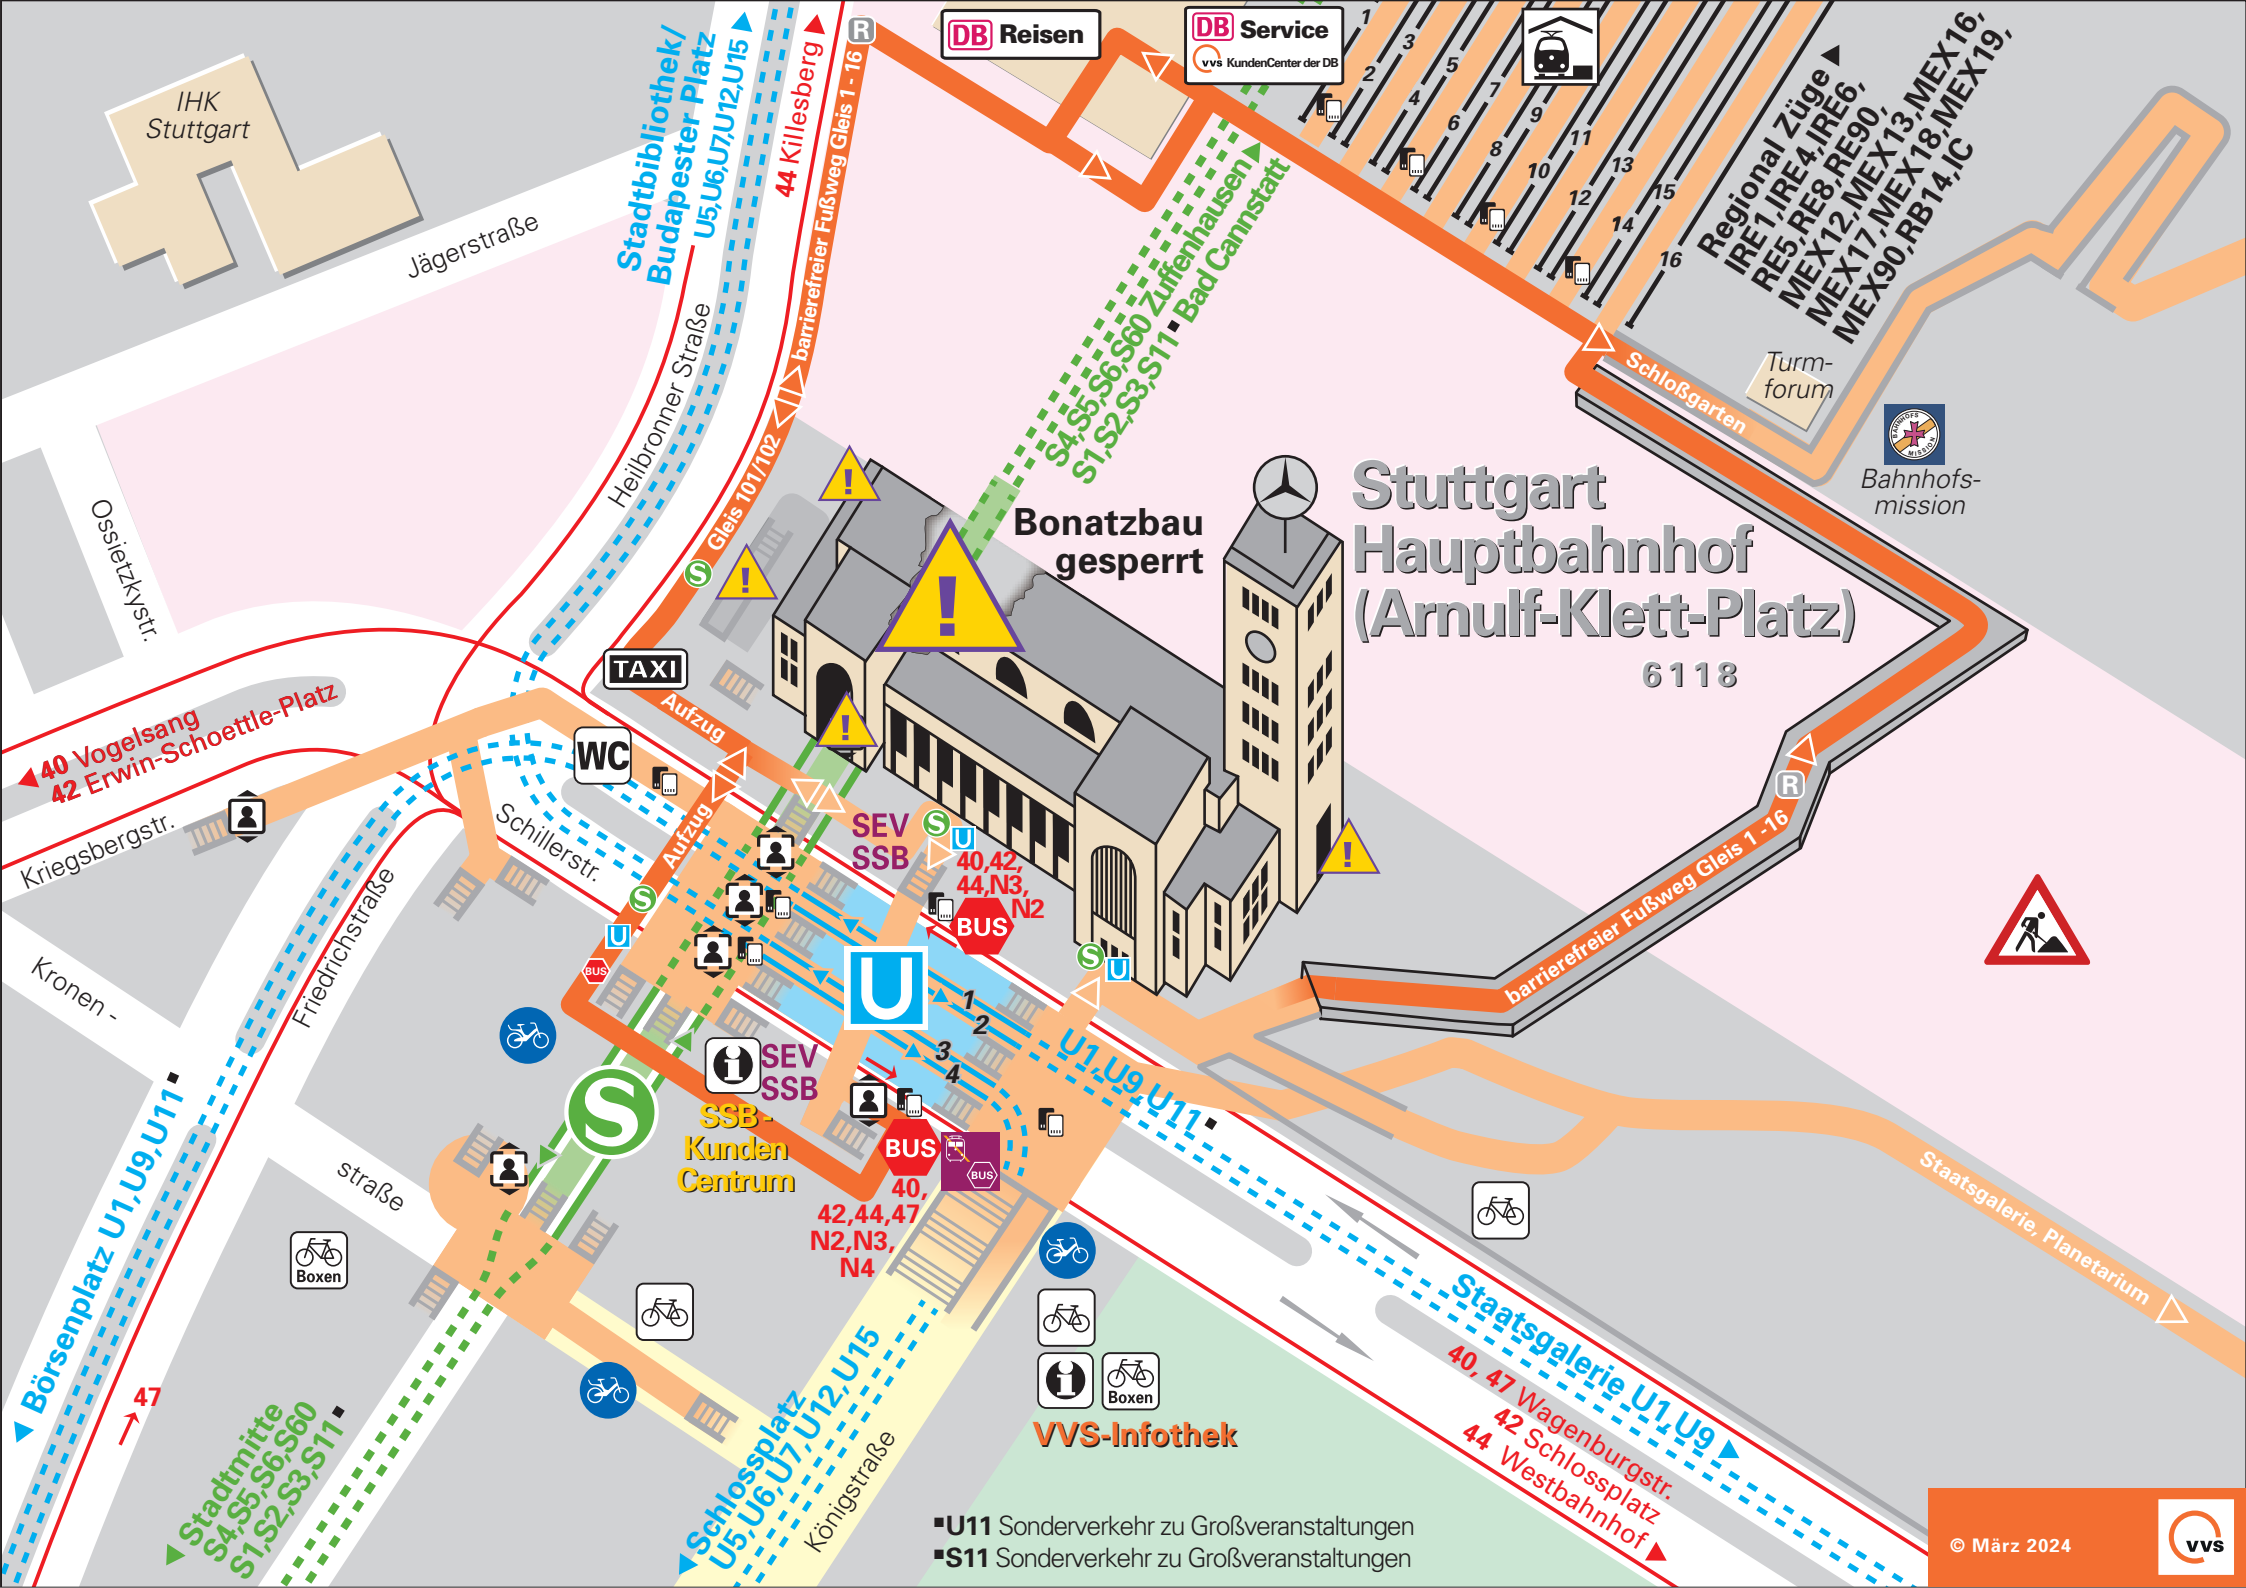 IHK
Stuttgart
Jägerstraße
Stadtbibliothek/
Budapester Platz
U5,U6,U7,U12,U15
44 Killesberg
R
barrierefreier Fußweg Gleis 1 - 16
DB Reisen
DB Service
vvs KundenCenter der DB
1
2
3
4
5
6
7
8
9
10
11
12
13
14
15
16
Regional Züge
IRE1,IRE4,IRE6,
RE5,RE8,RE90,
MEX12,MEX13,MEX16,
MEX17,MEX18,MEX19,
MEX90,RB14,IC
S4,S5,S6,S60 Zuffenhausen
S1,S2,S3,S11▪Bad Cannstatt
Schloßgarten
Turm-
forum
BAHNHOFS
MISSION
Bahnhofs-
mission
Heilbronner Straße
Gleis 101/102
S
Ossietzkystr.
Bonatzbau
gesperrt
Stuttgart
Hauptbahnhof
(Arnulf-Klett-Platz)
6118
!
!
!
!
!
TAXI
Aufzug
40 Vogelsang
42 Erwin-Schoettle-Platz
WC
Kriegsbergstr.
Schillerstr.
Aufzug
SEV
SSB
S
U
40,42,
44,N3,
N2
BUS
R
barrierefreier Fußweg Gleis 1 -16
S
U
BUS
Friedrichstraße
Kronen -
straße
U
1
2
3
4
S
U
U1,U9,U11▪
SEV
SSB
SSB -
Kunden
Centrum
S
BUS
BUS
40,
42,44,47
N2,N3,
N4
Börsenplatz U1,U9,U11▪
47
Boxen
Stadtmitte
S4,S5,S6,S60
S1,S2,S3,S11▪
Schlossplatz
U5,U6,U7,U12,U15
Königstraße
Boxen
VVS-Infothek
Staatsgalerie, Planetarium
Staatsgalerie U1,U9
40, 47 Wagenburgstr.
42 Schlossplatz
44 Westbahnhof
▪U11 Sonderverkehr zu Großveranstaltungen
▪S11 Sonderverkehr zu Großveranstaltungen
© März 2024
vvs